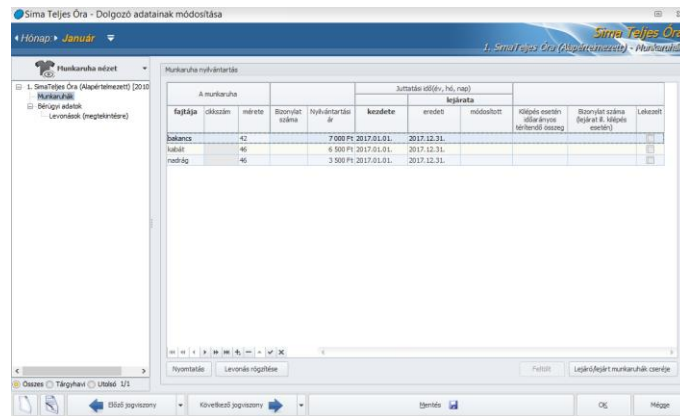 Sima Teljes Óra - Dolgozó adatainak módosítása
Hónap: Január
Sima Teljes Óra
1. SimaTeljes Óra (Alapértelmezett) - Munkaruhák
Munkaruha nézet
1. SimaTeljes Óra (Alapértelmezett) [2010
Munkaruhák
Bérügyi adatok
Levonások (megtekintésre)
Munkaruha nyilvántartás
A munkaruha
Juttatási idő(év, hó, nap)
lejárata
fajtája cikkszám mérete Bizonylat száma Nyilvántartási ár kezdete eredeti módosított Kilépés esetén időarányos térítendő összeg Bizonylat száma (lejárat ill. kilépés esetén) Lekezelt
bakancs 42 7 000 Ft 2017.01.01. 2017.12.31.
kabát 46 6 500 Ft 2017.01.01. 2017.12.31.
nadrág 46 3 500 Ft 2017.01.01. 2017.12.31.
Nyomtatás Levonás rögzítése Feltölt Lejáró/lejárt munkaruhák cseréje
Összes Tárgyhavi Utolsó 1/1
Előző jogviszony Következő jogviszony Mentés OK Mégse